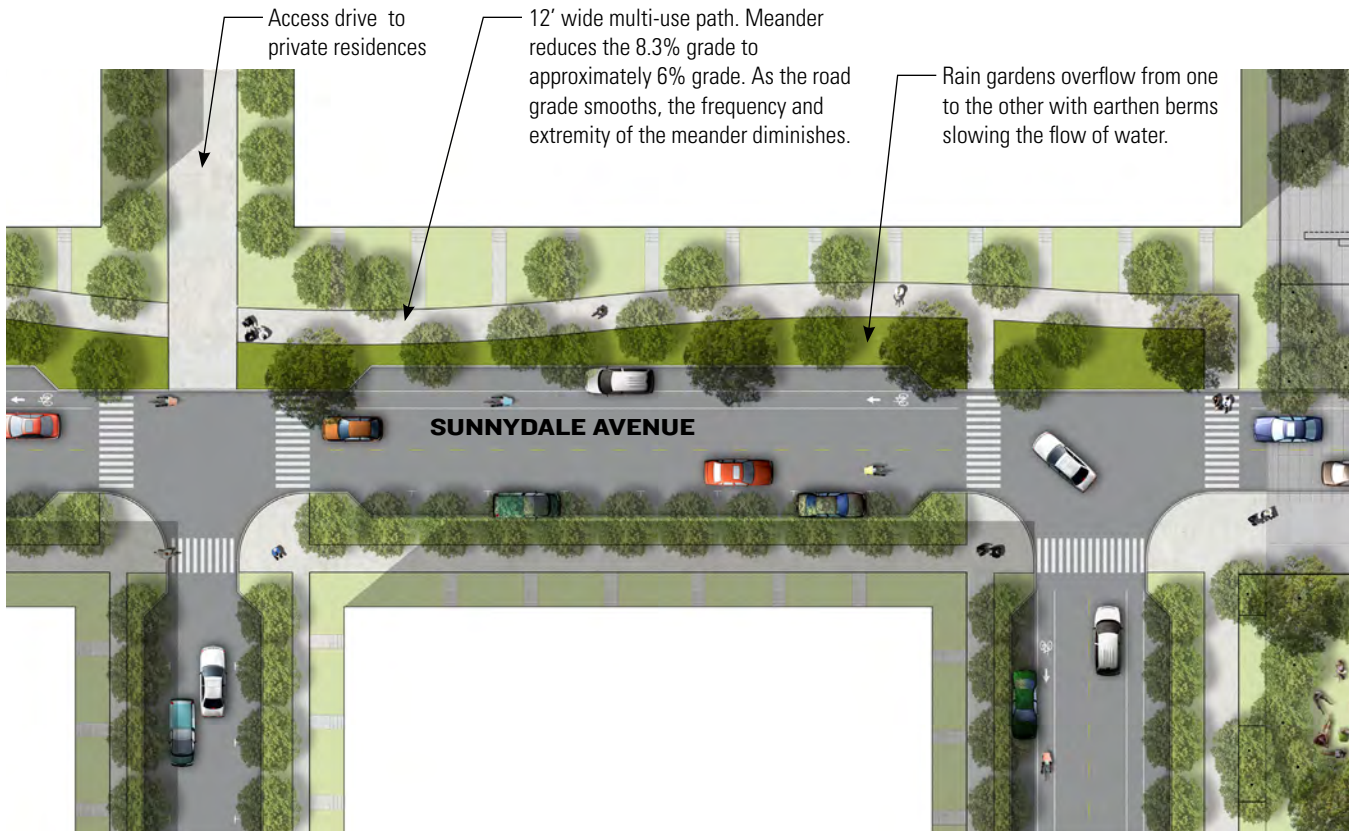 Access drive to
private residences
12’ wide multi-use path. Meander
reduces the 8.3% grade to
approximately 6% grade. As the road
grade smooths, the frequency and
extremity of the meander diminishes.
Rain gardens overflow from one
to the other with earthen berms
slowing the flow of water.
SUNNYDALE AVENUE